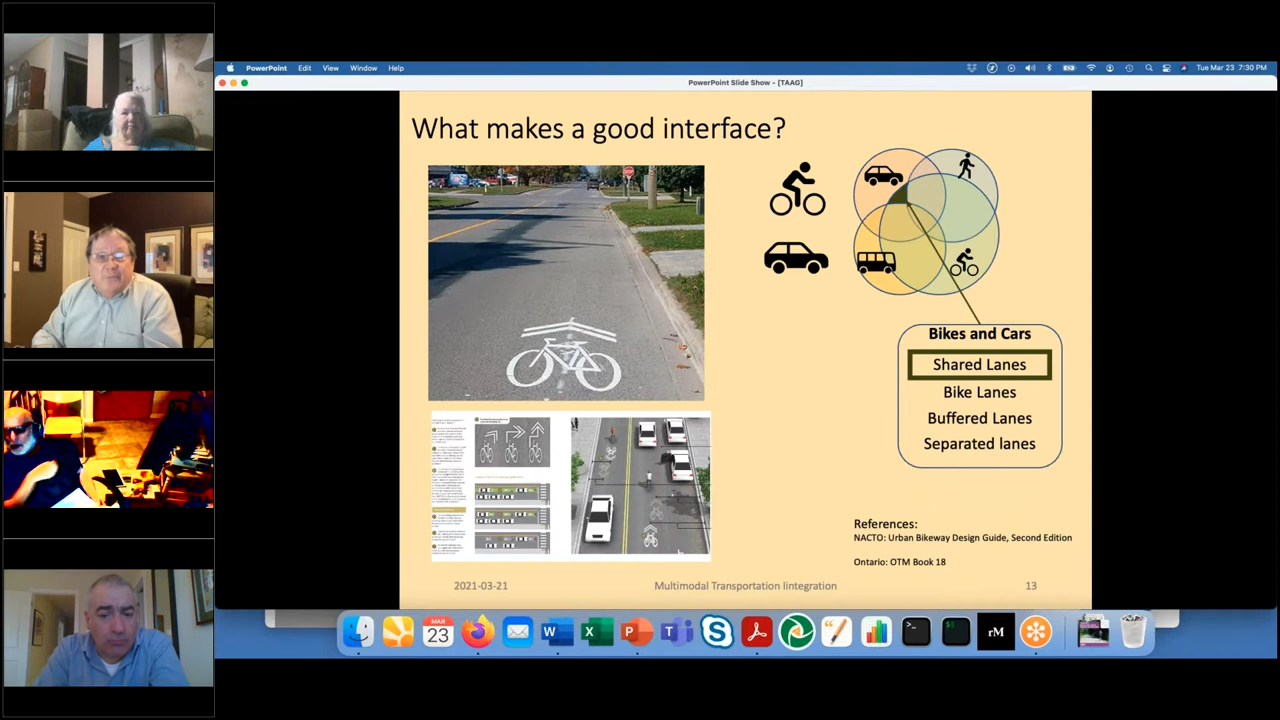 PowerPoint Edit View Window Help
Tue Mar 23 7:30 PM
PowerPoint Slide Show - [TAAG]
What makes a good interface?
Bikes and Cars
Shared Lanes
Bike Lanes
Buffered Lanes
Separated lanes
References:
NACTO: Urban Bikeway Design Guide, Second Edition
Ontario: OTM Book 18
2021-03-21
Multimodal Transportation Iintegration
13
MAR
23
W
X
P
T
S
rM